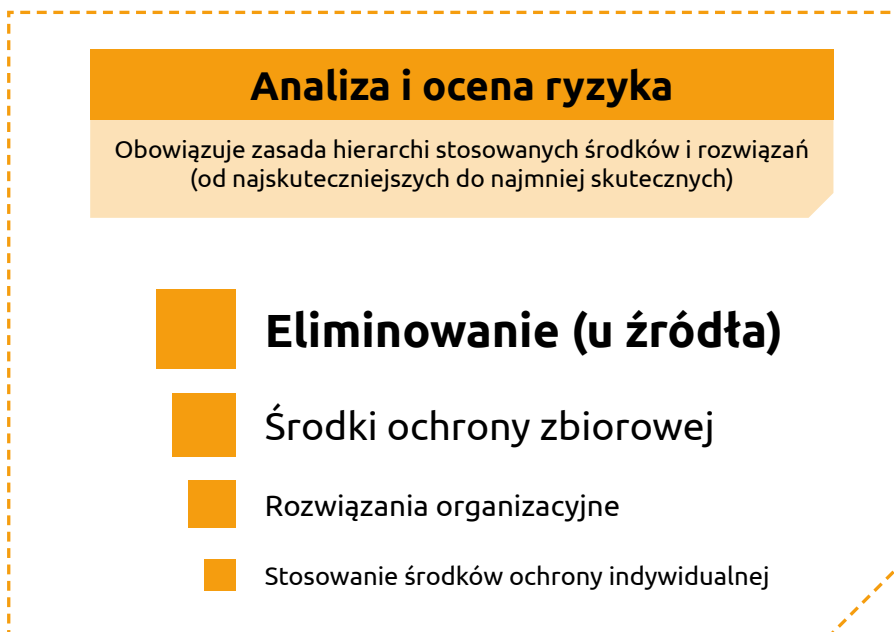 Analiza i ocena ryzyka
Obowiązuje zasada hierarchi stosowanych środków i rozwiązań
(od najskuteczniejszych do najmniej skutecznych)
Eliminowanie (u źródła)
Środki ochrony zbiorowej
Rozwiązania organizacyjne
Stosowanie środków ochrony indywidualnej